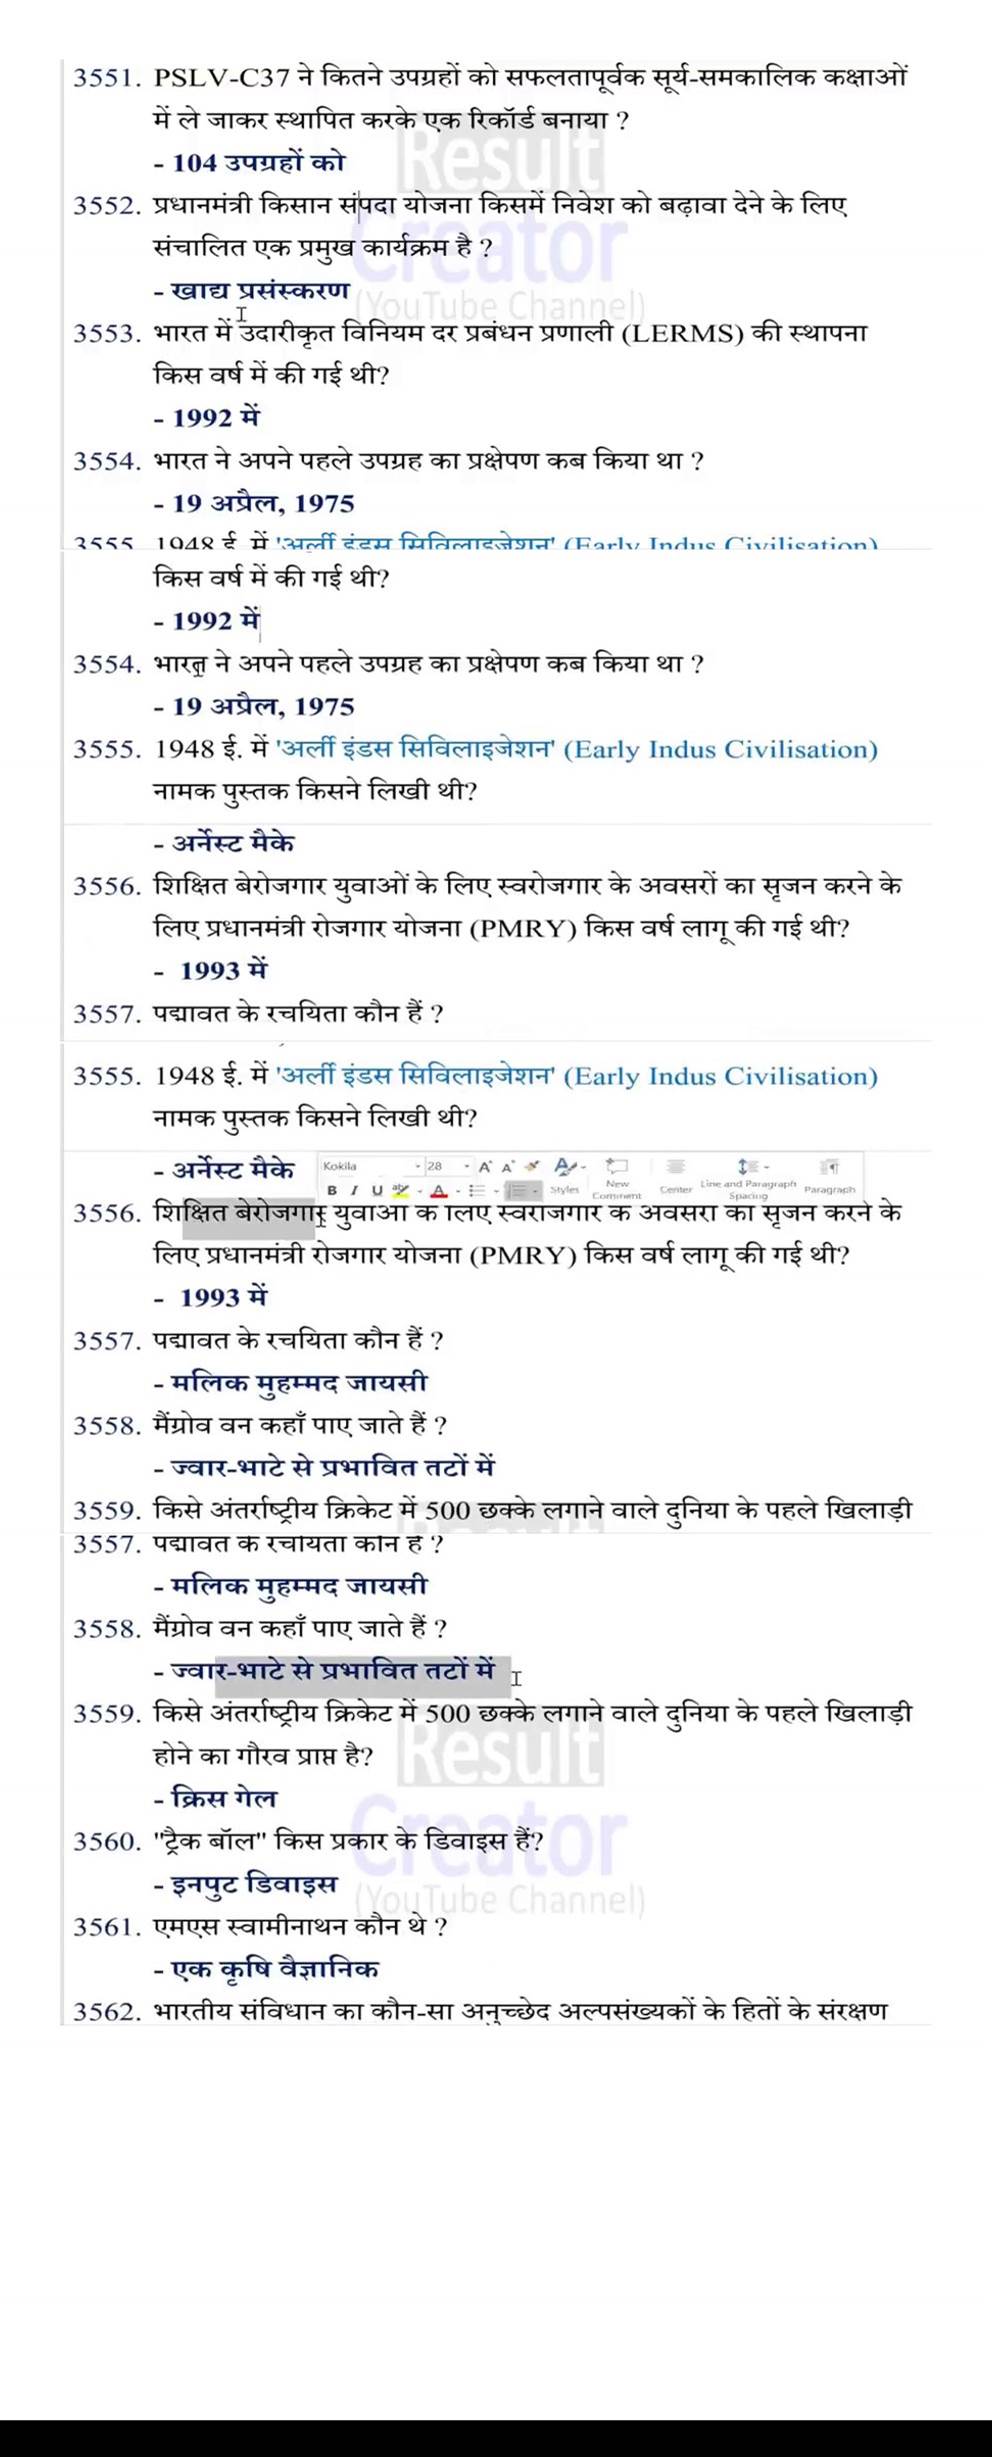 3551. PSLV-C37 ने कितने उपग्रहों को सफलतापूर्वक सूर्य-समकालिक कक्षाओं
में ले जाकर स्थापित करके एक रिकॉर्ड बनाया ?
- 104 उपग्रहों को
Result
3552. प्रधानमंत्री किसान संपदा योजना किसमें निवेश को बढ़ावा देने के लिए
संचालित एक प्रमुख कार्यक्रम है ?
Creator
- खाद्य प्रसंस्करण
(YouTube Channel)
3553. भारत में उदारीकृत विनियम दर प्रबंधन प्रणाली (LERMS) की स्थापना
किस वर्ष में की गई थी?
- 1992 में
3554. भारत ने अपने पहले उपग्रह का प्रक्षेपण कब किया था ?
- 19 अप्रैल, 1975
3555 1948 ई. में 'अर्ली इंडस सिविलाइजेशन' (Early Indus Civilisation)
किस वर्ष में की गई थी?
- 1992 में
3554. भारत ने अपने पहले उपग्रह का प्रक्षेपण कब किया था ?
- 19 अप्रैल, 1975
3555. 1948 ई. में 'अर्ली इंडस सिविलाइजेशन' (Early Indus Civilisation)
नामक पुस्तक किसने लिखी थी?
- अर्नेस्ट मैके
3556. शिक्षित बेरोजगार युवाओं के लिए स्वरोजगार के अवसरों का सृजन करने के
लिए प्रधानमंत्री रोजगार योजना (PMRY) किस वर्ष लागू की गई थी?
- 1993 में
3557. पद्मावत के रचयिता कौन हैं ?
3555. 1948 ई. में 'अर्ली इंडस सिविलाइजेशन' (Early Indus Civilisation)
नामक पुस्तक किसने लिखी थी?
- अर्नेस्ट मैके
Kokila 28 A A A
B I U ab A Styles New Comment Center Line and Paragraph Spacing Paragraph
3556. शिक्षित बेरोजगार युवाओं के लिए स्वरोजगार के अवसरों का सृजन करने के
लिए प्रधानमंत्री रोजगार योजना (PMRY) किस वर्ष लागू की गई थी?
- 1993 में
3557. पद्मावत के रचयिता कौन हैं ?
- मलिक मुहम्मद जायसी
3558. मैंग्रोव वन कहाँ पाए जाते हैं ?
- ज्वार-भाटे से प्रभावित तटों में
3559. किसे अंतर्राष्ट्रीय क्रिकेट में 500 छक्के लगाने वाले दुनिया के पहले खिलाड़ी
3557. पद्मावत के रचयिता कौन हैं ?
- मलिक मुहम्मद जायसी
3558. मैंग्रोव वन कहाँ पाए जाते हैं ?
- ज्वार-भाटे से प्रभावित तटों में
3559. किसे अंतर्राष्ट्रीय क्रिकेट में 500 छक्के लगाने वाले दुनिया के पहले खिलाड़ी
होने का गौरव प्राप्त है?
Result
- क्रिस गेल
3560. "ट्रैक बॉल" किस प्रकार के डिवाइस हैं?
Creator
- इनपुट डिवाइस
(YouTube Channel)
3561. एमएस स्वामीनाथन कौन थे ?
- एक कृषि वैज्ञानिक
3562. भारतीय संविधान का कौन-सा अनुच्छेद अल्पसंख्यकों के हितों के संरक्षण